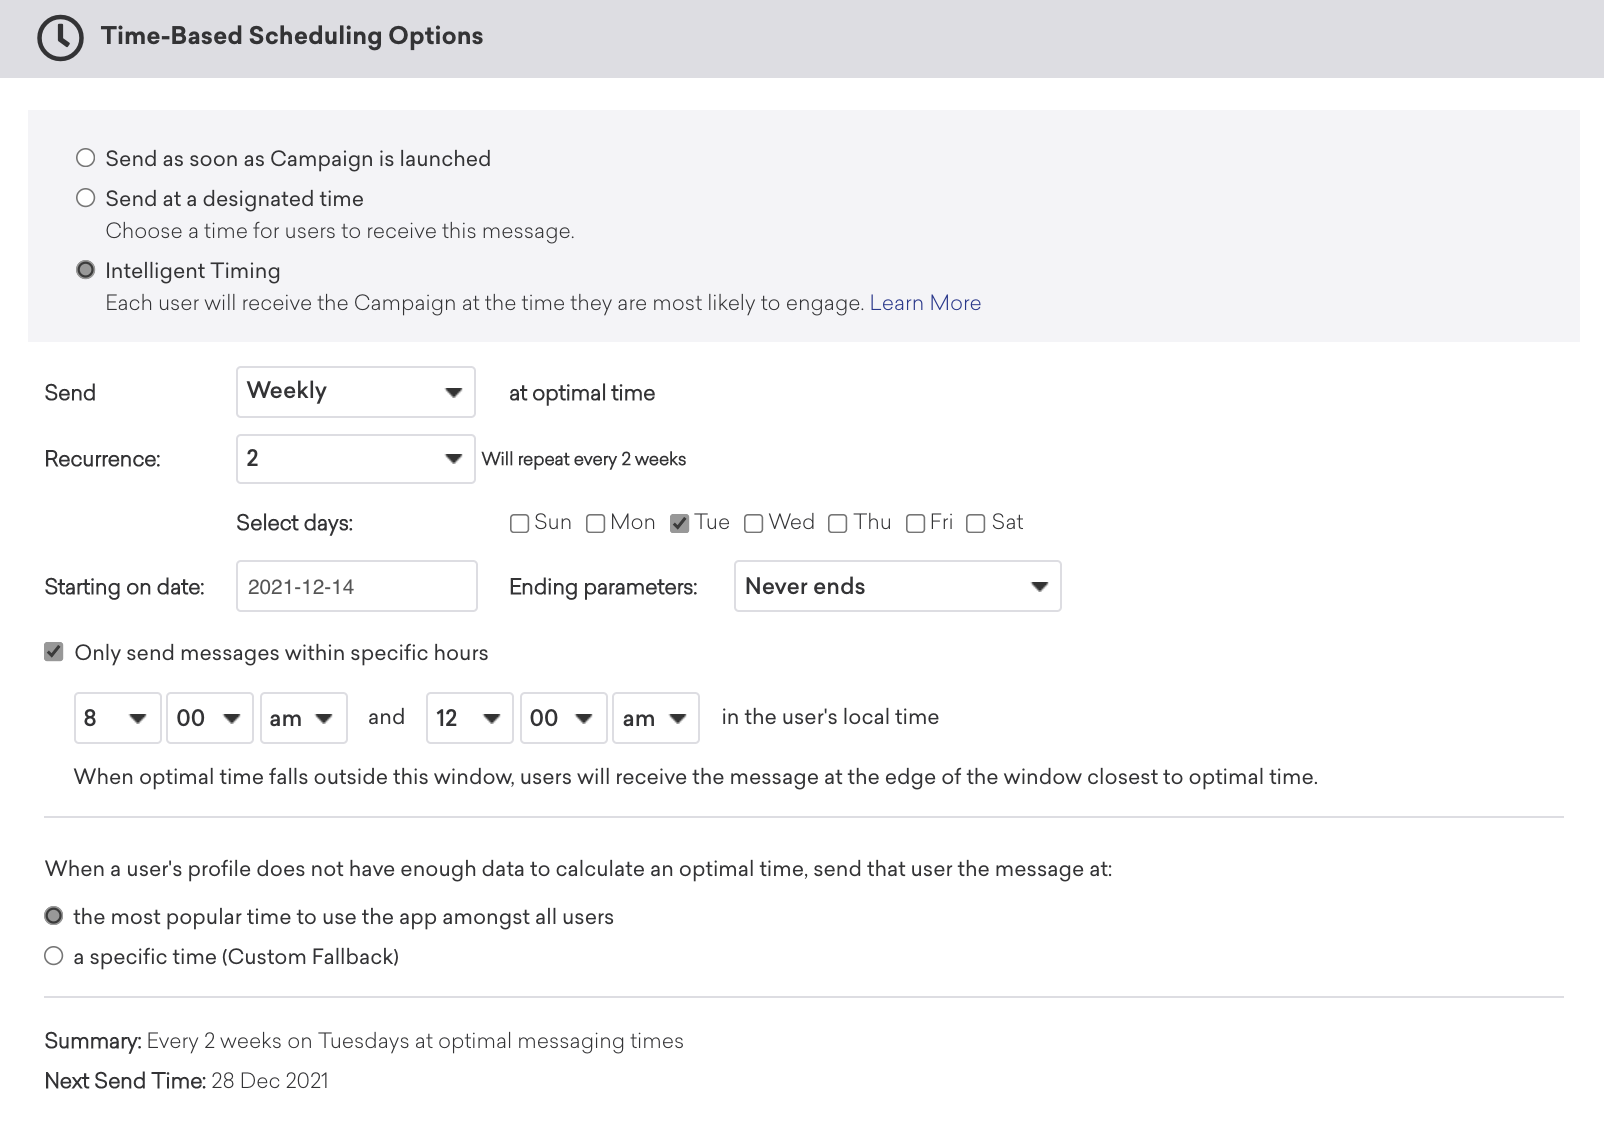 Time-Based Scheduling Options
Send as soon as Campaign is launched
Send at a designated time
Choose a time for users to receive this message.
Intelligent Timing
Each user will receive the Campaign at the time they are most likely to engage. Learn More
Send Weekly at optimal time
Recurrence: 2 Will repeat every 2 weeks
Select days: Sun Mon Tue Wed Thu Fri Sat
Starting on date: 2021-12-14 Ending parameters: Never ends
Only send messages within specific hours
8 00 am and 12 00 am in the user's local time
When optimal time falls outside this window, users will receive the message at the edge of the window closest to optimal time.
When a user's profile does not have enough data to calculate an optimal time, send that user the message at:
the most popular time to use the app amongst all users
a specific time (Custom Fallback)
Summary: Every 2 weeks on Tuesdays at optimal messaging times
Next Send Time: 28 Dec 2021